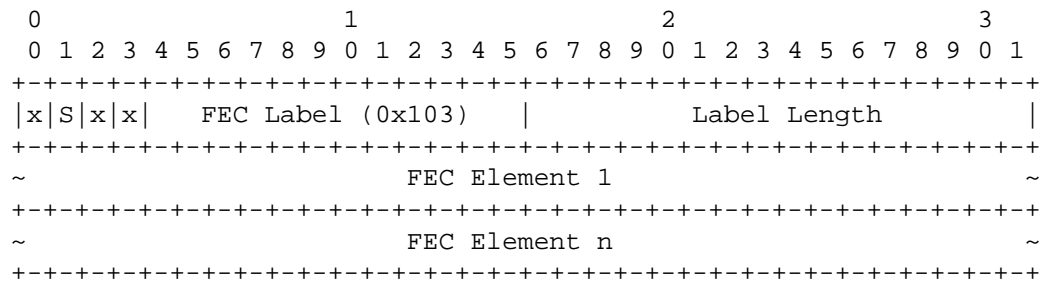 0                   1                   2                   3
 0 1 2 3 4 5 6 7 8 9 0 1 2 3 4 5 6 7 8 9 0 1 2 3 4 5 6 7 8 9 0 1
+-+-+-+-+-+-+-+-+-+-+-+-+-+-+-+-+-+-+-+-+-+-+-+-+-+-+-+-+-+-+-+-+
|x|S|x|x|   FEC Label (0x103)   |          Label Length         |
+-+-+-+-+-+-+-+-+-+-+-+-+-+-+-+-+-+-+-+-+-+-+-+-+-+-+-+-+-+-+-+-+
~                        FEC Element 1                          ~
+-+-+-+-+-+-+-+-+-+-+-+-+-+-+-+-+-+-+-+-+-+-+-+-+-+-+-+-+-+-+-+-+
~                        FEC Element n                          ~
+-+-+-+-+-+-+-+-+-+-+-+-+-+-+-+-+-+-+-+-+-+-+-+-+-+-+-+-+-+-+-+-+